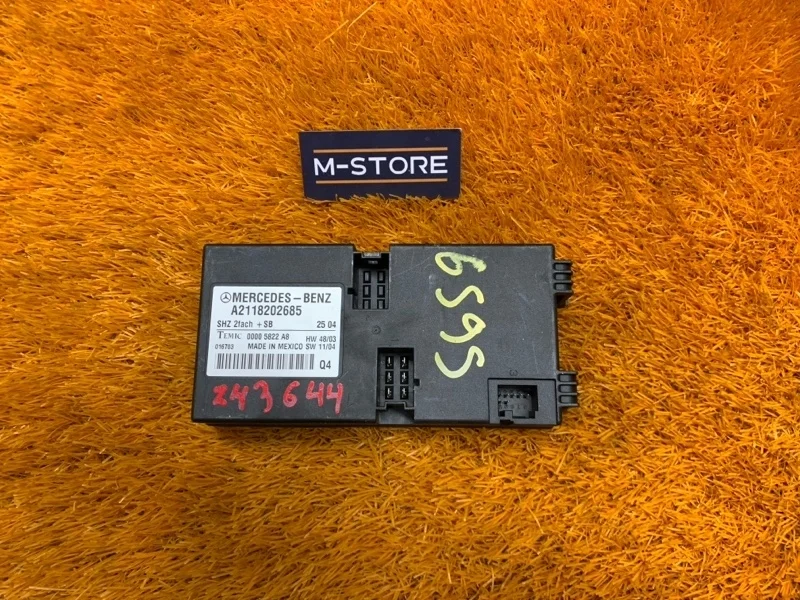 M-STORE
MERCEDES-BENZ
A2118202685
SHZ 2fach + SB 25 04
TEMIC 0000 5822 A8 HW 48/03
016703 MADE IN MEXICO SW 11/04
Q4
243644
6595